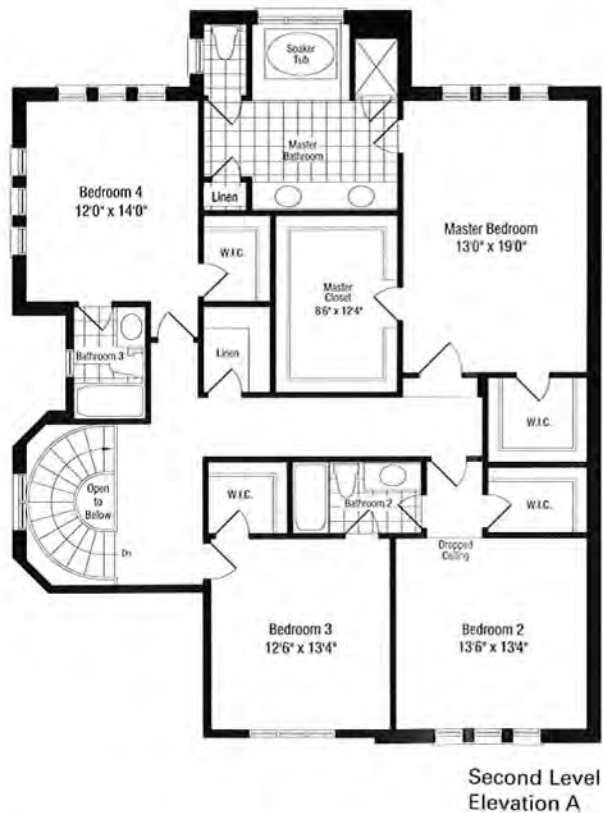 Soaker
Tub
Master
Bathroom
Linen
Bedroom 4
12'0" x 14'0"
W.I.C.
Master Bedroom
13'0" x 19'0"
Master
Closet
8'6" x 12'4"
Bathroom 3
Linen
W.I.C.
Open
to
Below
Dn
W.I.C.
Bathroom 2
W.I.C.
Dropped
Ceiling
Bedroom 3
12'6" x 13'4"
Bedroom 2
13'6" x 13'4"
Second Level
Elevation A